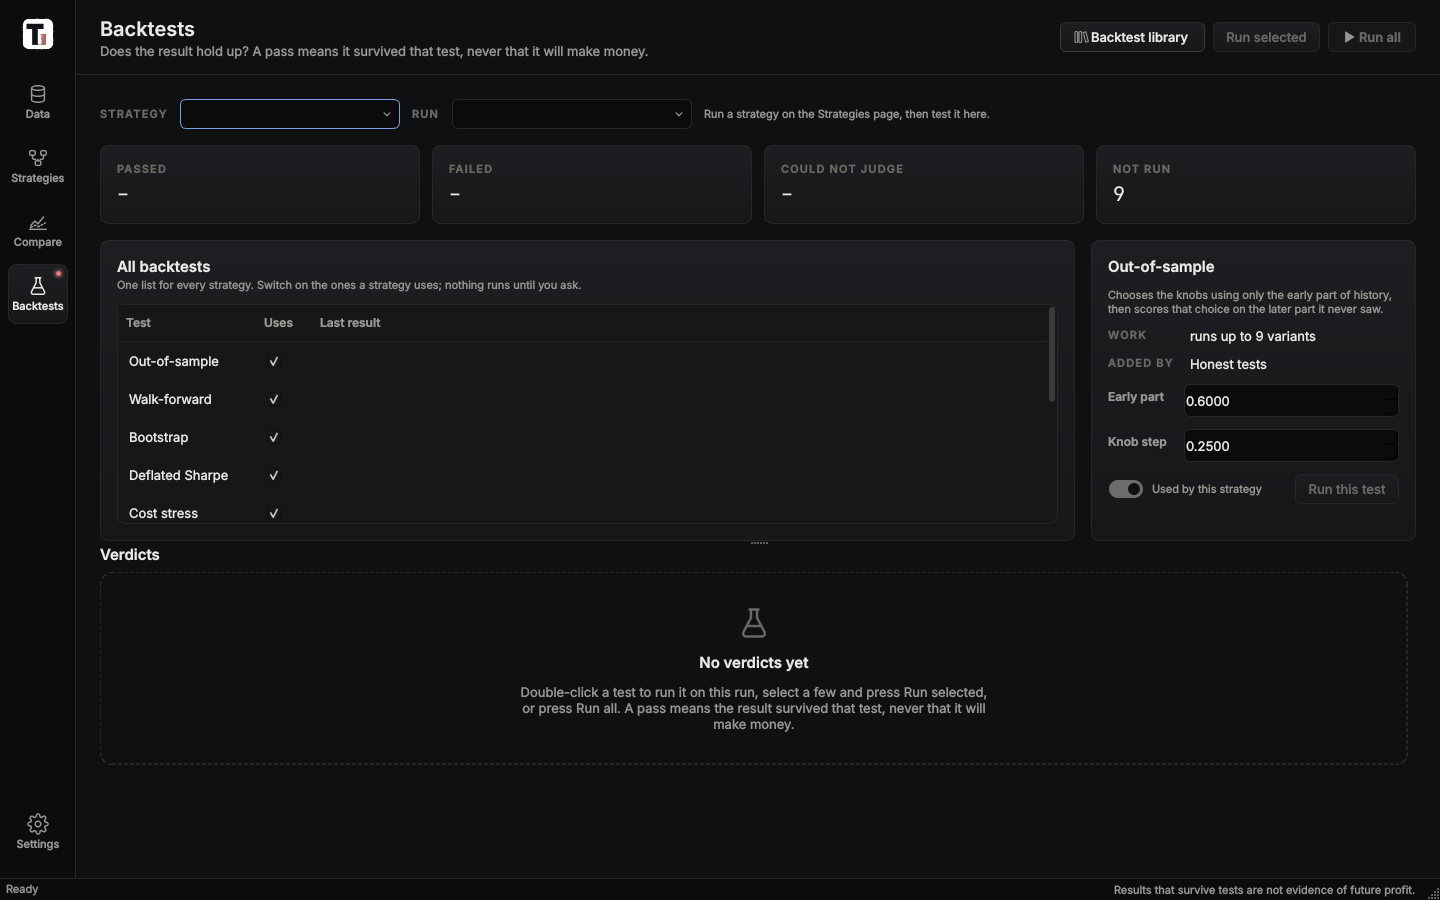 Ti
Backtests
Does the result hold up? A pass means it survived that test, never that it will make money.
Backtest library
Run selected
Run all
Data
Strategies
Compare
Backtests
Settings
STRATEGY
RUN
Run a strategy on the Strategies page, then test it here.
PASSED
–
FAILED
–
COULD NOT JUDGE
–
NOT RUN
9
All backtests
One list for every strategy. Switch on the ones a strategy uses; nothing runs until you ask.
Test Uses Last result
Out-of-sample ✓
Walk-forward ✓
Bootstrap ✓
Deflated Sharpe ✓
Cost stress ✓
Out-of-sample
Chooses the knobs using only the early part of history,
then scores that choice on the later part it never saw.
WORK runs up to 9 variants
ADDED BY Honest tests
Early part 0.6000
Knob step 0.2500
Used by this strategy
Run this test
Verdicts
No verdicts yet
Double-click a test to run it on this run, select a few and press Run selected,
or press Run all. A pass means the result survived that test, never that it will
make money.
Ready
Results that survive tests are not evidence of future profit.